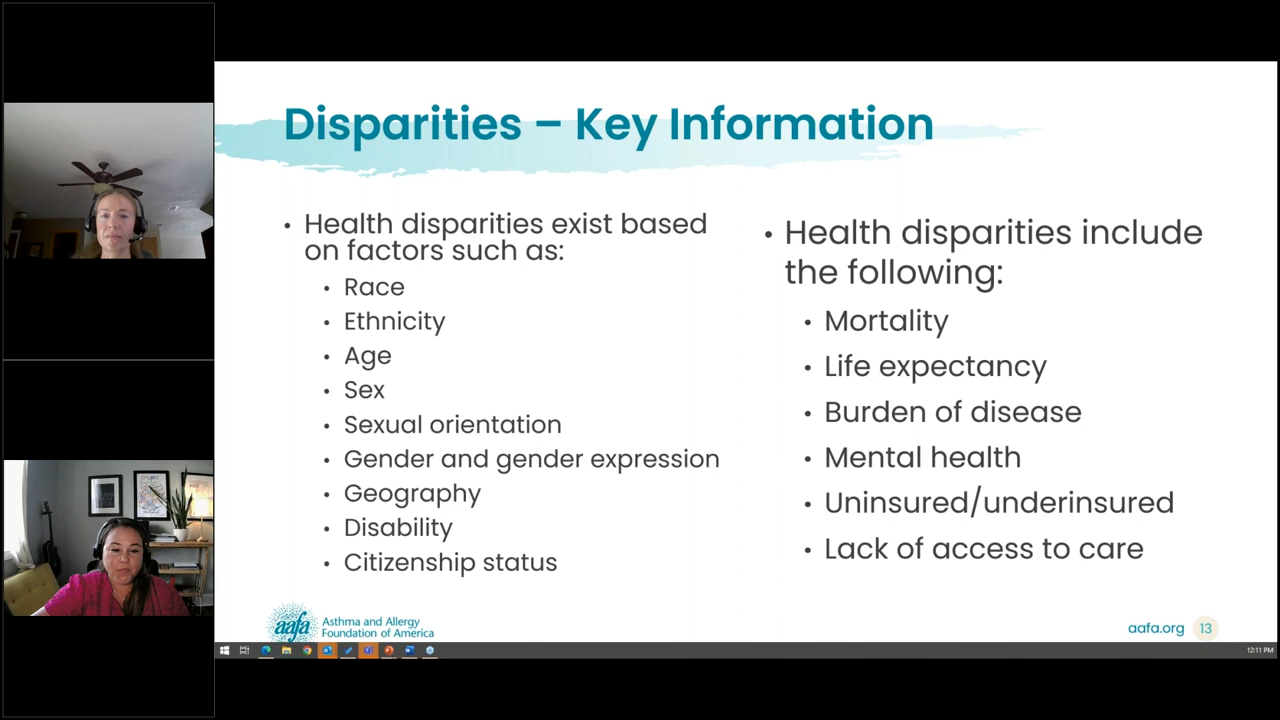 Disparities – Key Information
• Health disparities exist based
on factors such as:
• Race
• Ethnicity
• Age
• Sex
• Sexual orientation
• Gender and gender expression
• Geography
• Disability
• Citizenship status
• Health disparities include
the following:
• Mortality
• Life expectancy
• Burden of disease
• Mental health
• Uninsured/underinsured
• Lack of access to care
aafa
Asthma and Allergy
Foundation of America
aafa.org 13
12:11 PM